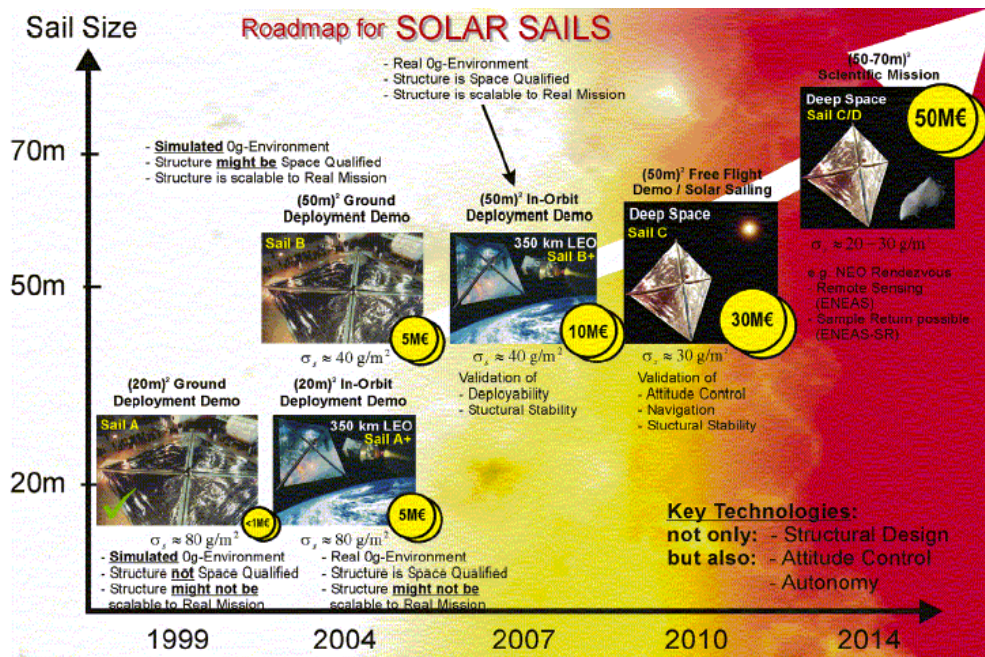 Sail Size
Roadmap for SOLAR SAILS
- Real 0g-Environment
- Structure is Space Qualified
- Structure is scalable to Real Mission
(50-70m)² Scientific Mission
Deep Space
Sail C/D
50M€
σs ≈ 20 – 30 g/m²
e.g. NEO Rendezvous
- Remote Sensing
(ENEAS)
- Sample Return possible
(ENEAS-SR)
70m
- Simulated 0g-Environment
- Structure might be Space Qualified
- Structure is scalable to Real Mission
(50m)² Ground
Deployment Demo
Sail B
5M€
σs ≈ 40 g/m²
(50m)² In-Orbit
Deployment Demo
350 km LEO
Sail B+
10M€
σs ≈ 40 g/m²
Validation of
- Deployability
- Stuctural Stability
(50m)² Free Flight
Demo / Solar Sailing
Deep Space
Sail C
30M€
σs ≈ 30 g/m²
Validation of
- Attitude Control
- Navigation
- Stuctural Stability
50m
(20m)² Ground
Deployment Demo
Sail A
<1M€
σs ≈ 80 g/m²
- Simulated 0g-Environment
- Structure not Space Qualified
- Structure might not be
scalable to Real Mission
(20m)² In-Orbit
Deployment Demo
350 km LEO
Sail A+
5M€
σs ≈ 80 g/m²
- Real 0g-Environment
- Structure is Space Qualified
- Structure might not be
scalable to Real Mission
20m
Key Technologies:
not only: - Structural Design
but also: - Attitude Control
- Autonomy
1999 2004 2007 2010 2014